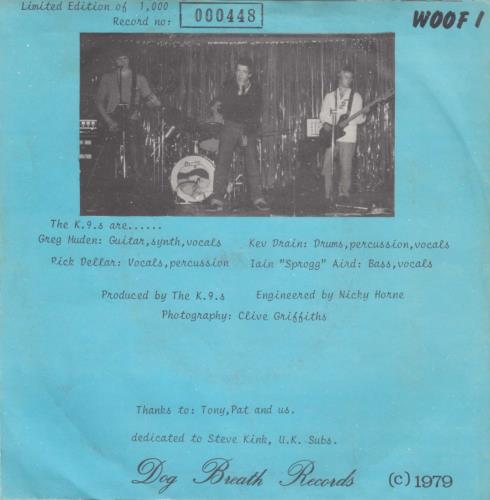 Limited Edition of 1,000
Record no: 000448
WOOF 1
The K.9.s are......
Greg Huden: Guitar,synth,vocals Kev Drain: Drums,percussion,vocals
Rick Dellar: Vocals,percussion Iain "Sprogg" Aird: Bass,vocals
Produced by The K.9.s Engineered by Nicky Horne
Photography: Clive Griffiths
Thanks to: Tony,Pat and us.
dedicated to Steve Kink, U.K. Subs.
Dog Breath Records (c) 1979